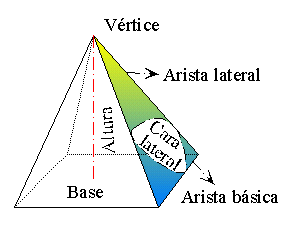 Vértice
Arista lateral
Altura
Cara
lateral
Base
Arista básica